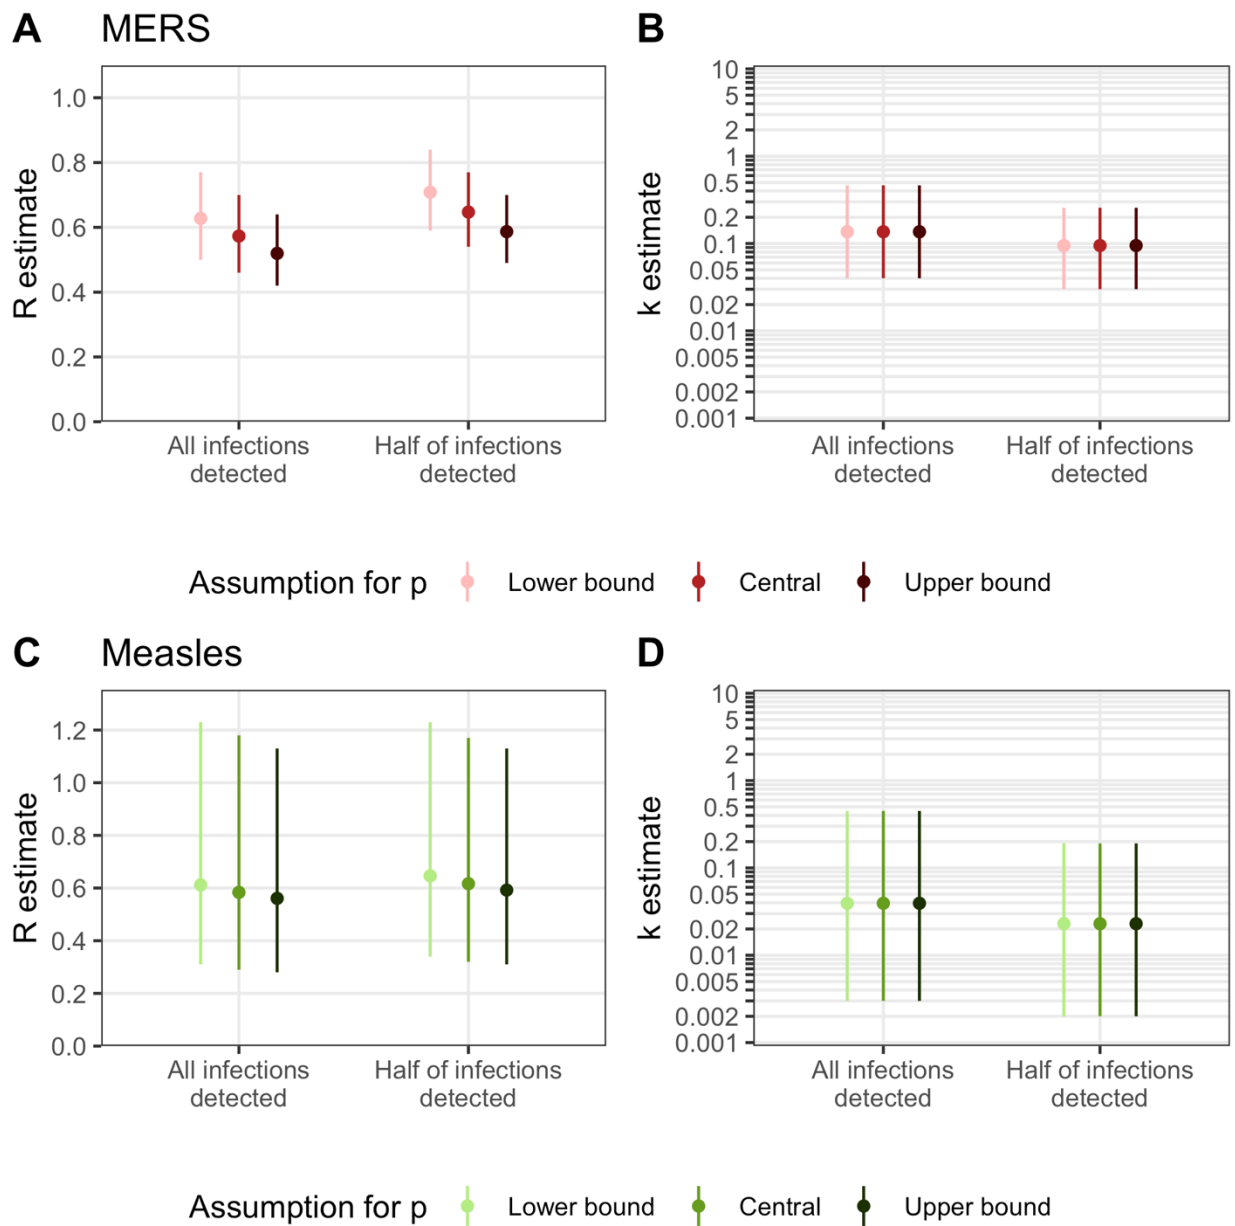 A MERS
R estimate
1.0
0.8
0.6
0.4
0.2
0.0
All infections Half of infections
detected detected
B
k estimate
10
5
2
1
0.5
0.2
0.1
0.05
0.02
0.01
0.005
0.002
0.001
All infections Half of infections
detected detected
Assumption for p Lower bound Central Upper bound
C Measles
R estimate
1.2
1.0
0.8
0.6
0.4
0.2
0.0
All infections Half of infections
detected detected
D
k estimate
10
5
2
1
0.5
0.2
0.1
0.05
0.02
0.01
0.005
0.002
0.001
All infections Half of infections
detected detected
Assumption for p Lower bound Central Upper bound